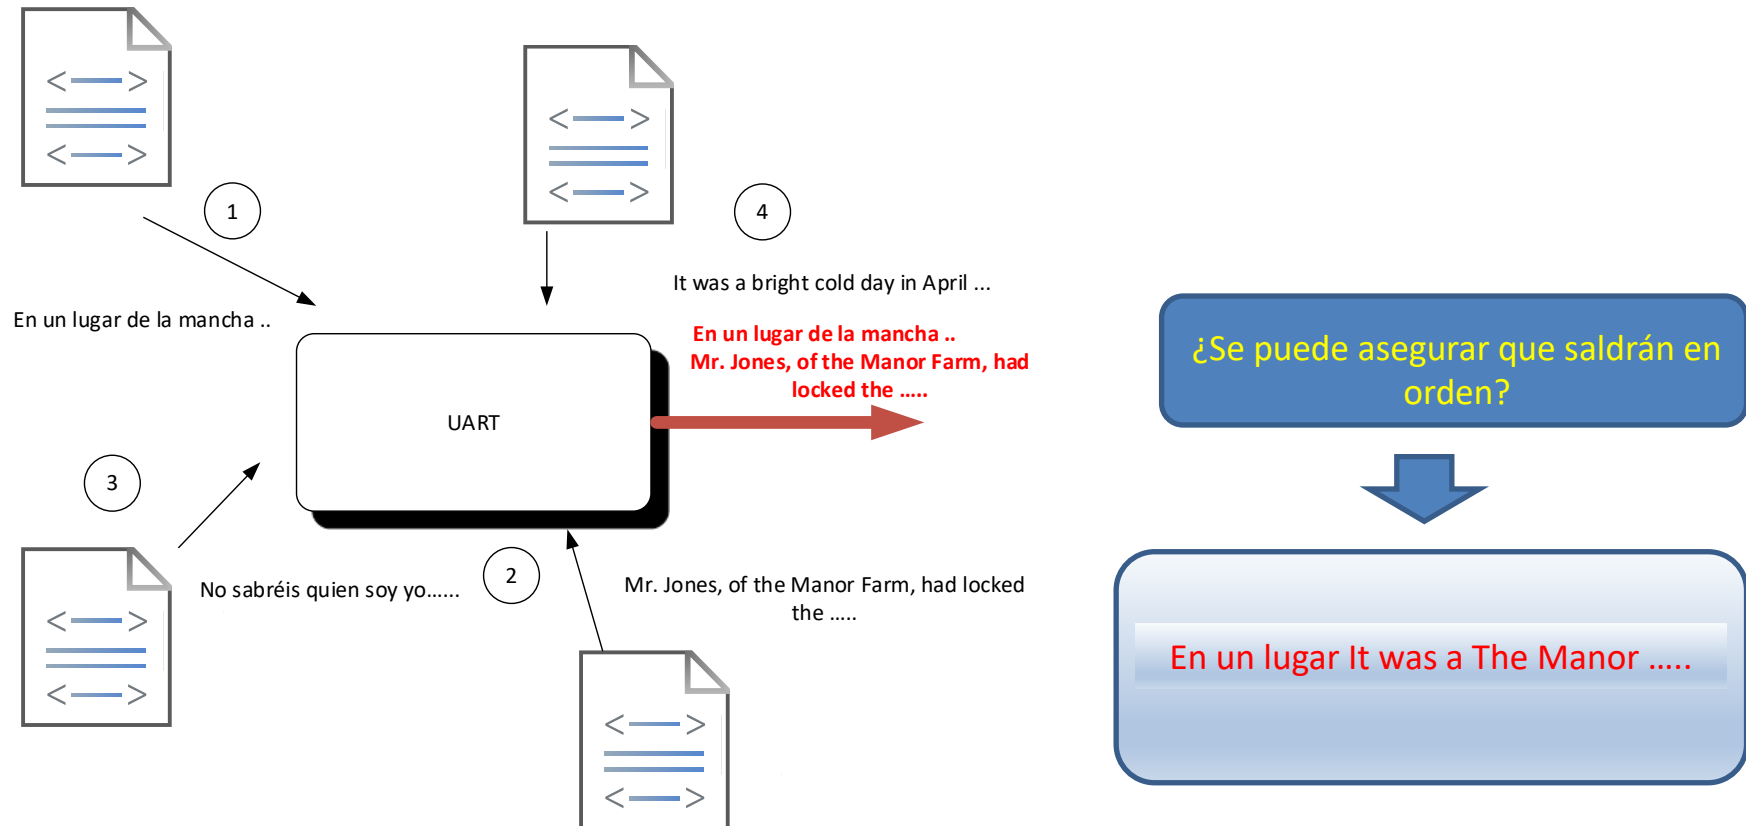 1
4
It was a bright cold day in April ...
En un lugar de la mancha ..
En un lugar de la mancha ..
Mr. Jones, of the Manor Farm, had
locked the .....
UART
3
No sabréis quien soy yo......
2
Mr. Jones, of the Manor Farm, had locked
the .....
¿Se puede asegurar que saldrán en
orden?
En un lugar It was a The Manor .....